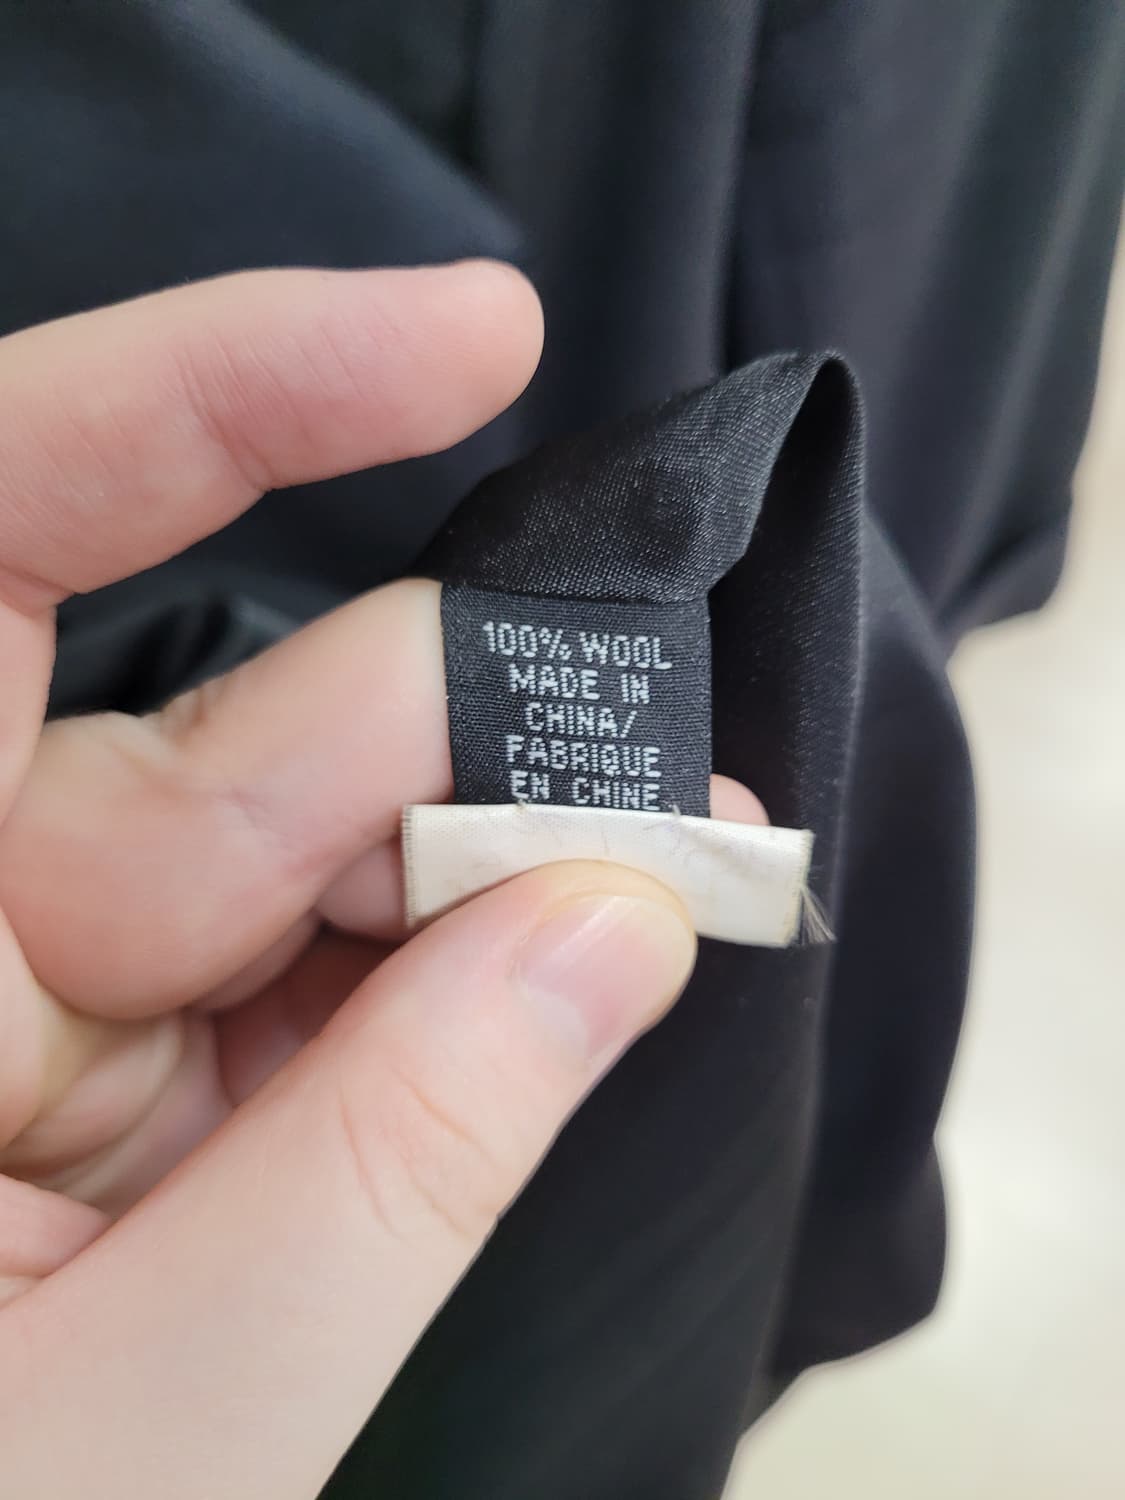 100% WOOL
MADE IN
CHINA/
FABRIQUE
EN CHINE